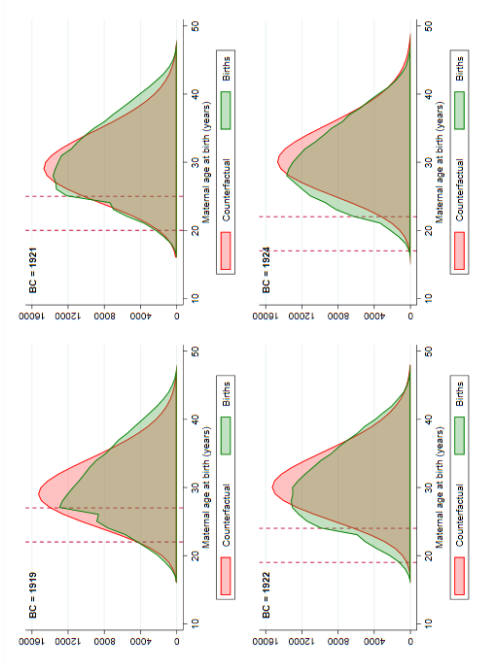 BC = 1919
16000
12000
8000
4000
0
10 20 30 40 50
Maternal age at birth (years)
Counterfactual Births
BC = 1921
16000
12000
8000
4000
0
10 20 30 40 50
Maternal age at birth (years)
Counterfactual Births
BC = 1922
16000
12000
8000
4000
0
10 20 30 40 50
Maternal age at birth (years)
Counterfactual Births
BC = 1924
16000
12000
8000
4000
0
10 20 30 40 50
Maternal age at birth (years)
Counterfactual Births